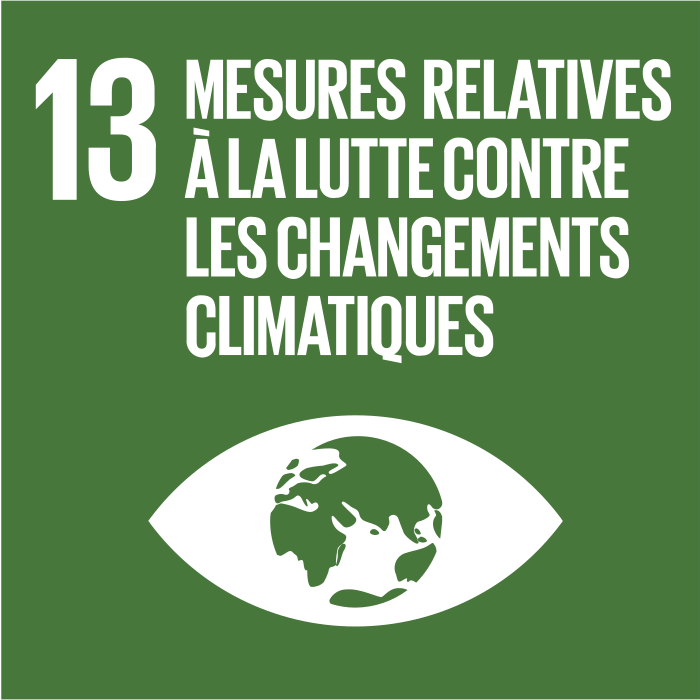 13 MESURES RELATIVES
À LA LUTTE CONTRE
LES CHANGEMENTS
CLIMATIQUES